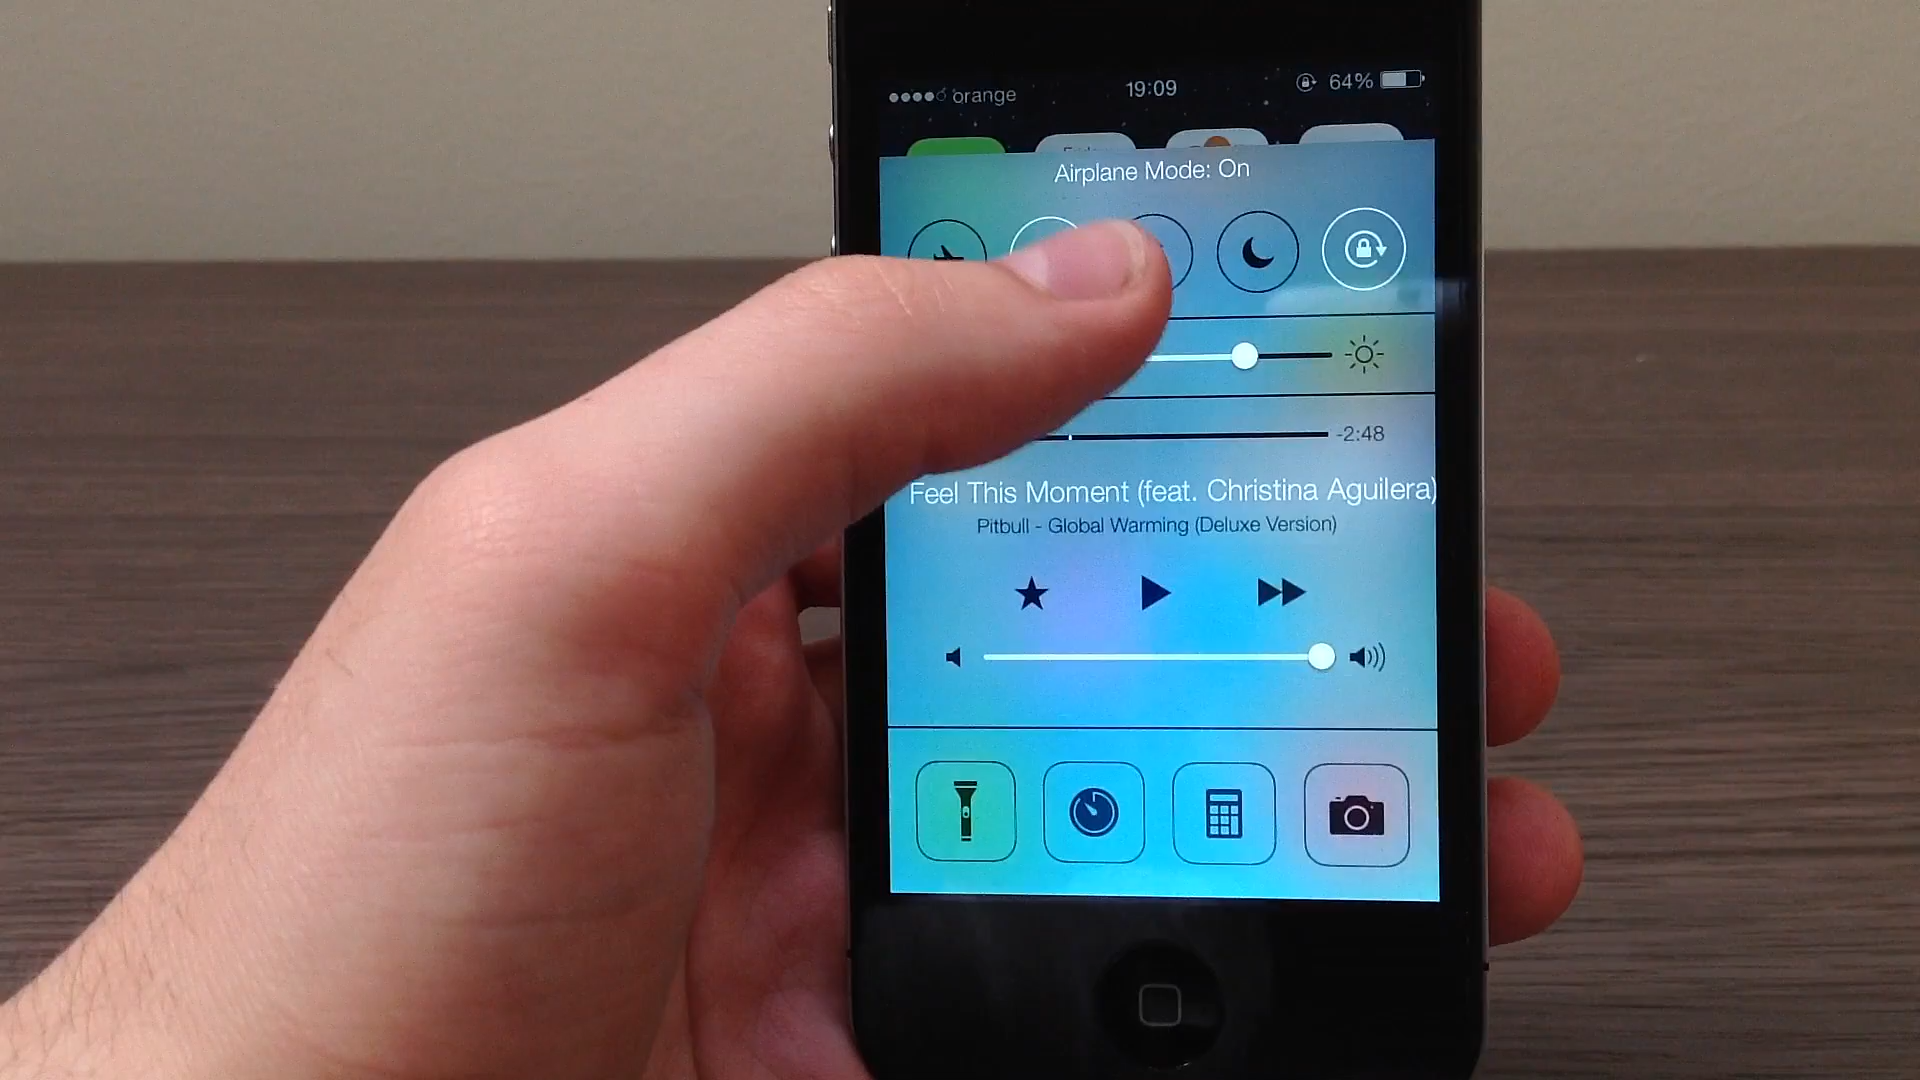 orange 19:09 64%
Airplane Mode: On
-2:48
Feel This Moment (feat. Christina Aguilera)
Pitbull - Global Warming (Deluxe Version)